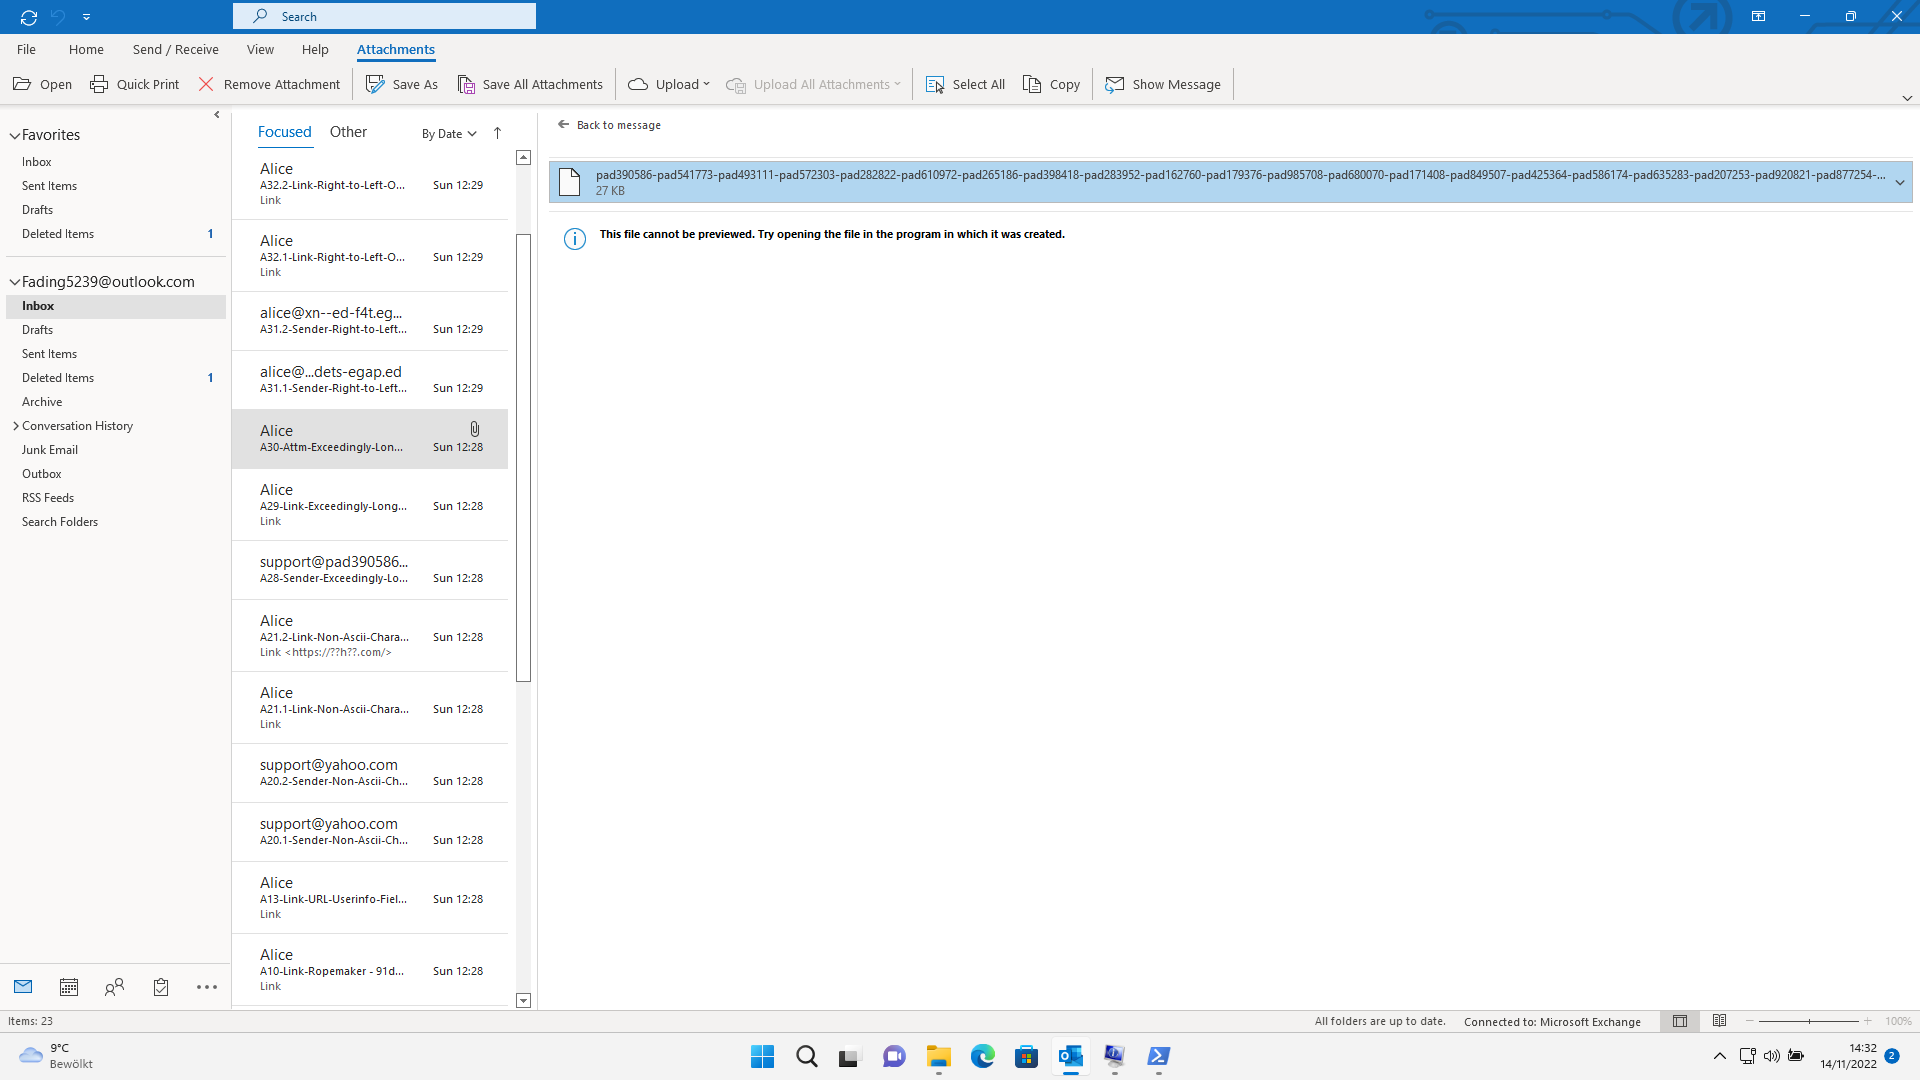 Search
File
Home
Send / Receive
View
Help
Attachments
Open
Quick Print
Remove Attachment
Save As
Save All Attachments
Upload
Upload All Attachments
Select All
Copy
Show Message
Favorites
Inbox
Sent Items
Drafts
Deleted Items 1
Fading5239@outlook.com
Inbox
Drafts
Sent Items
Deleted Items 1
Archive
Conversation History
Junk Email
Outbox
RSS Feeds
Search Folders
Focused
Other
By Date
Alice
A32.2-Link-Right-to-Left-O... Sun 12:29
Link
Alice
A32.1-Link-Right-to-Left-O... Sun 12:29
Link
alice@xn--ed-f4t.eg...
A31.2-Sender-Right-to-Left... Sun 12:29
alice@...dets-egap.ed
A31.1-Sender-Right-to-Left... Sun 12:29
Alice
A30-Attm-Exceedingly-Lon... Sun 12:28
Alice
A29-Link-Exceedingly-Long... Sun 12:28
Link
support@pad390586...
A28-Sender-Exceedingly-Lo... Sun 12:28
Alice
A21.2-Link-Non-Ascii-Chara... Sun 12:28
Link <https://??h??.com/>
Alice
A21.1-Link-Non-Ascii-Chara... Sun 12:28
Link
support@yahoo.com
A20.2-Sender-Non-Ascii-Ch... Sun 12:28
support@yahoo.com
A20.1-Sender-Non-Ascii-Ch... Sun 12:28
Alice
A13-Link-URL-Userinfo-Fiel... Sun 12:28
Link
Alice
A10-Link-Ropemaker - 91d... Sun 12:28
Link
Back to message
pad390586-pad541773-pad493111-pad572303-pad282822-pad610972-pad265186-pad398418-pad283952-pad162760-pad179376-pad985708-pad680070-pad171408-pad849507-pad425364-pad586174-pad635283-pad207253-pad920821-pad877254-...
27 KB
This file cannot be previewed. Try opening the file in the program in which it was created.
Items: 23
All folders are up to date.
Connected to: Microsoft Exchange
100%
9°C
Bewölkt
14:32
14/11/2022
2